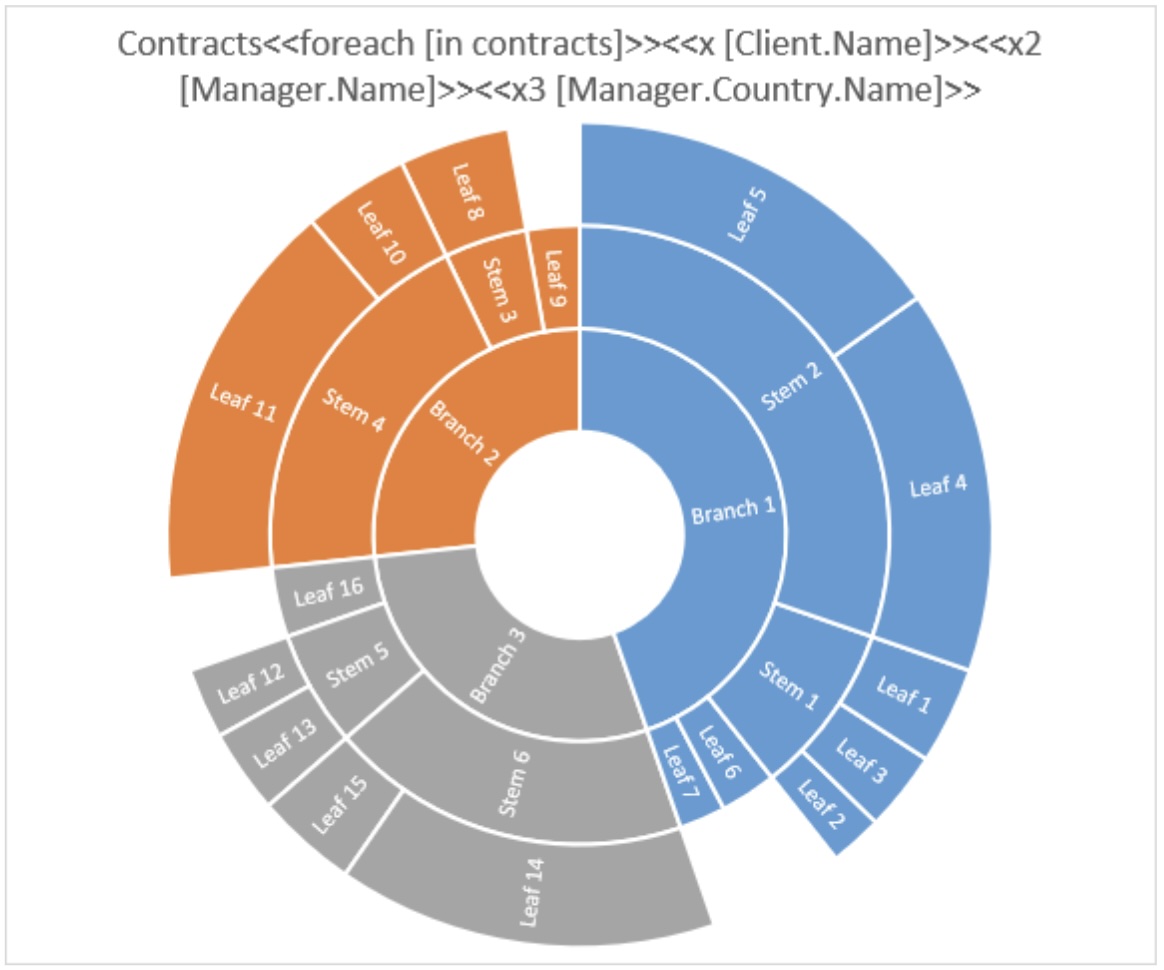 Contracts<<foreach [in contracts]>><<x [Client.Name]>><<x2
[Manager.Name]>><<x3 [Manager.Country.Name]>>
Leaf 5
Leaf 4
Leaf 1
Leaf 3
Leaf 2
Stem 2
Stem 1
Leaf 6
Leaf 7
Branch 1
Leaf 8
Leaf 10
Leaf 11
Leaf 9
Stem 3
Stem 4
Branch 2
Leaf 16
Stem 5
Leaf 12
Leaf 13
Branch 3
Stem 6
Leaf 15
Leaf 14